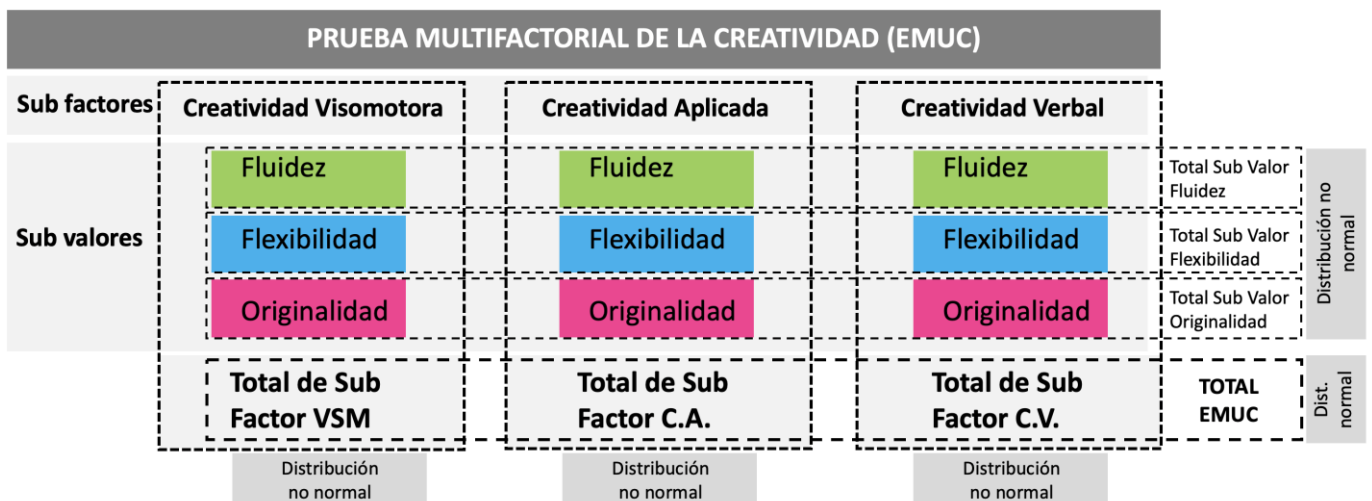 PRUEBA MULTIFACTORIAL DE LA CREATIVIDAD (EMUC)
Sub factores
Creatividad Visomotora
Creatividad Aplicada
Creatividad Verbal
Sub valores
Fluidez
Fluidez
Fluidez
Total Sub Valor
Fluidez
Flexibilidad
Flexibilidad
Flexibilidad
Total Sub Valor
Flexibilidad
Originalidad
Originalidad
Originalidad
Total Sub Valor
Originalidad
Distribución no
normal
Total de Sub
Factor VSM
Total de Sub
Factor C.A.
Total de Sub
Factor C.V.
TOTAL
EMUC
Dist.
normal
Distribución
no normal
Distribución
no normal
Distribución
no normal